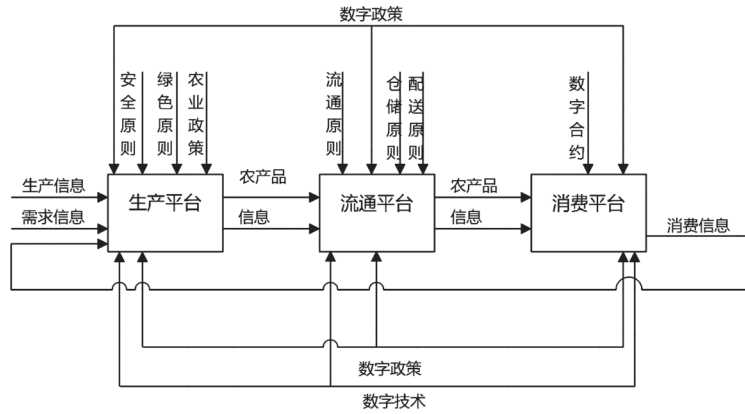 数字政策
安全原则
绿色原则
农业政策
流通原则
仓储原则
配送原则
数字合约
生产信息
需求信息
生产平台
农产品
信息
流通平台
农产品
信息
消费平台
消费信息
数字政策
数字技术